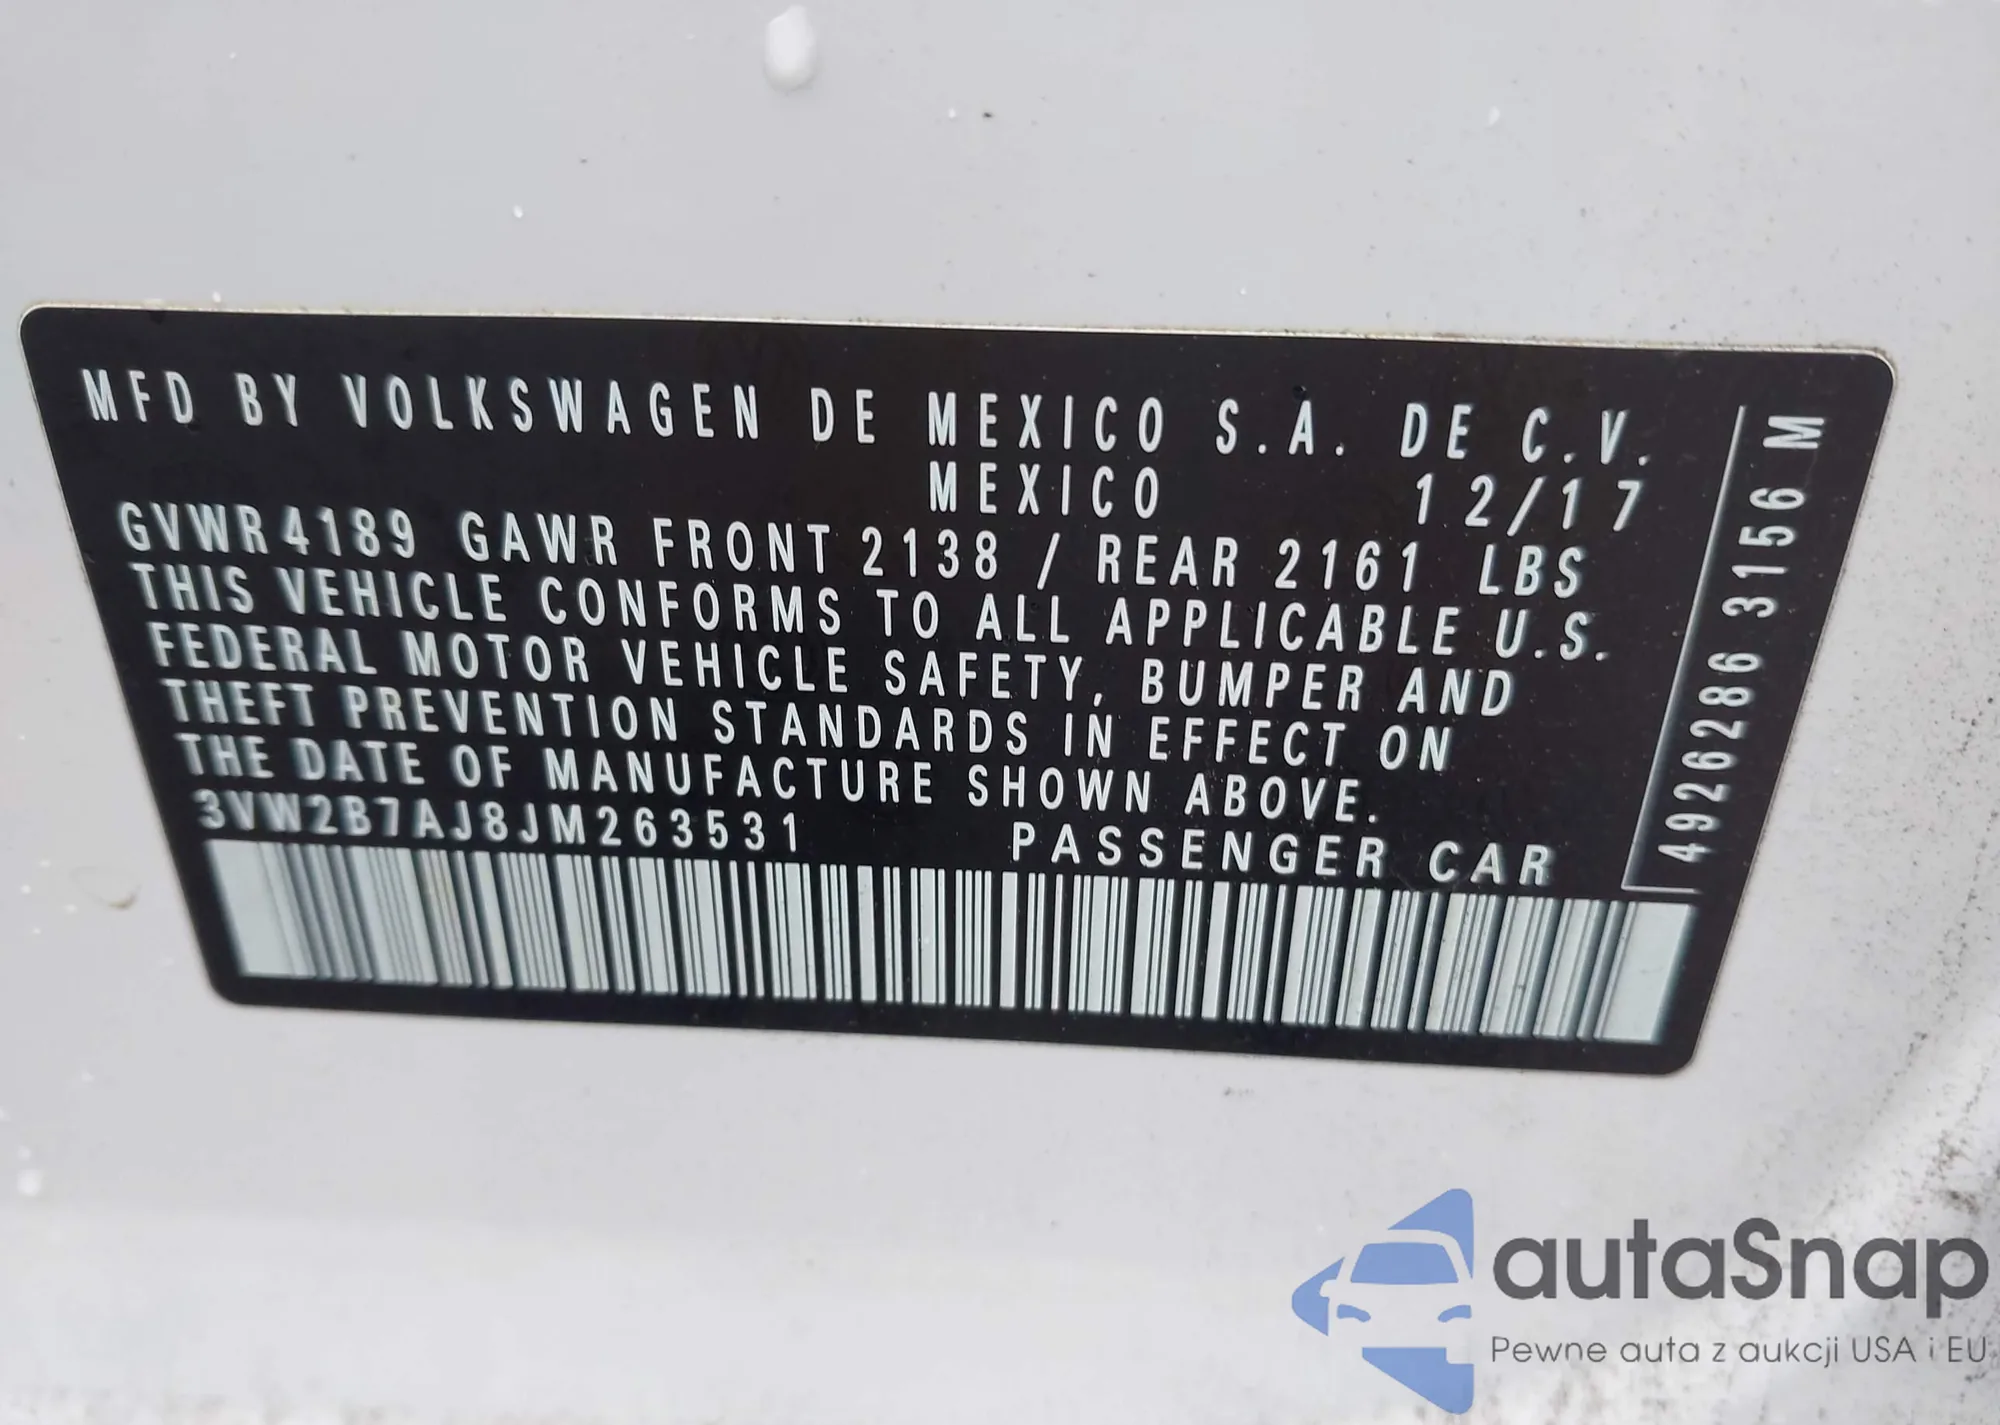 MFD BY VOLKSWAGEN DE MEXICO S.A. DE C.V.
MEXICO 12/17
GVWR 4189 GAWR FRONT 2138 / REAR 2161 LBS
THIS VEHICLE CONFORMS TO ALL APPLICABLE U.S.
FEDERAL MOTOR VEHICLE SAFETY, BUMPER AND
THEFT PREVENTION STANDARDS IN EFFECT ON
THE DATE OF MANUFACTURE SHOWN ABOVE.
3VW2B7AJ8JM263531 PASSENGER CAR
4926286 3156 M
autaSnap
Pewne auta z aukcji USA i EU